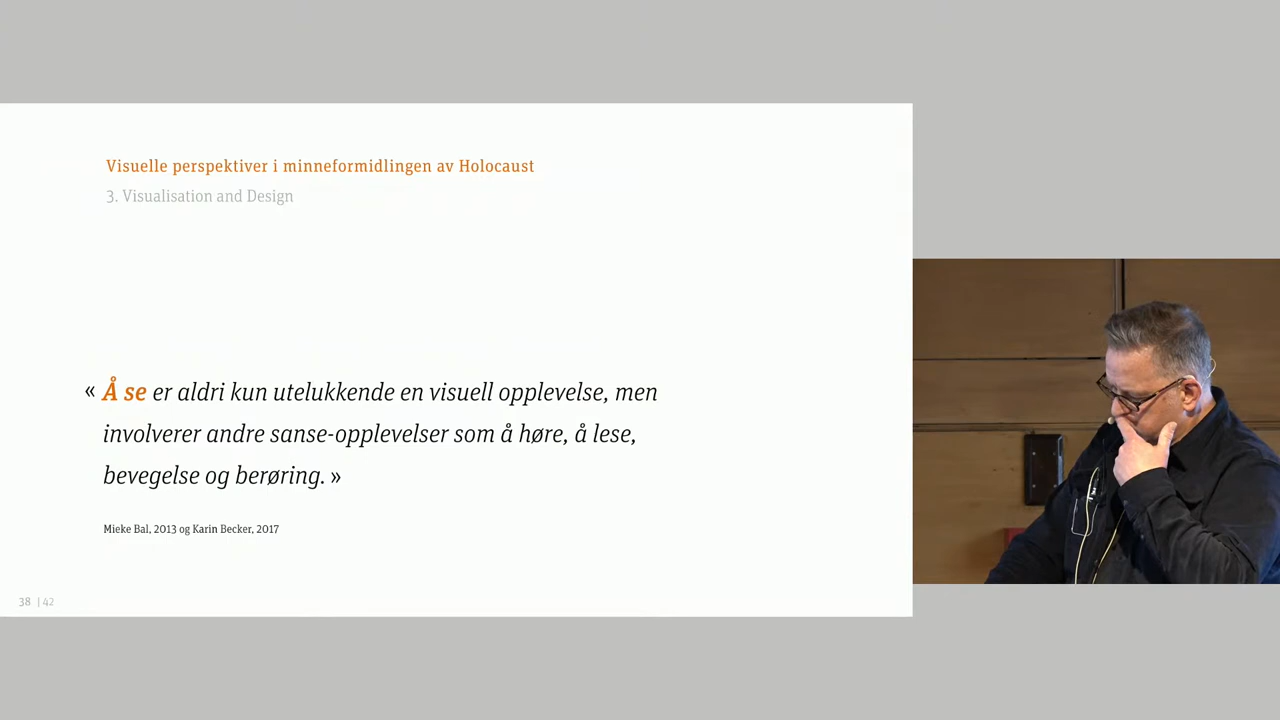 Visuelle perspektiver i minneformidlingen av Holocaust
3. Visualisation and Design
« Å se er aldri kun utelukkende en visuell opplevelse, men
involverer andre sanse-opplevelser som å høre, å lese,
bevegelse og berøring. »
Mieke Bal, 2013 og Karin Becker, 2017
38 | 42